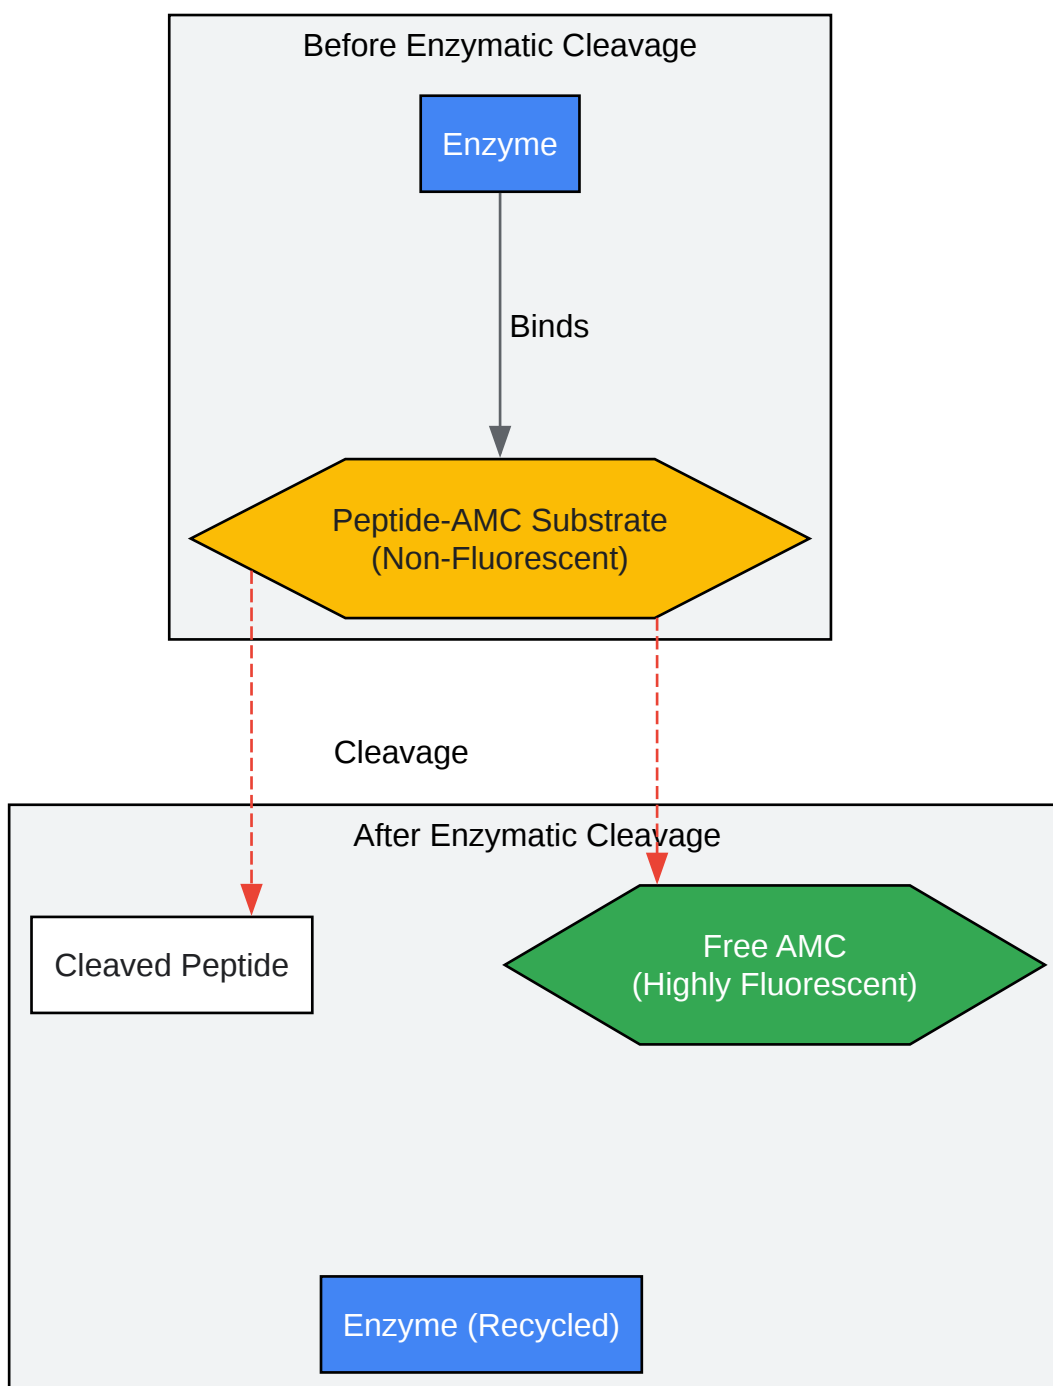 Before Enzymatic Cleavage
Enzyme
Binds
Peptide-AMC Substrate
(Non-Fluorescent)
Cleavage
After Enzymatic Cleavage
Cleaved Peptide
Free AMC
(Highly Fluorescent)
Enzyme (Recycled)